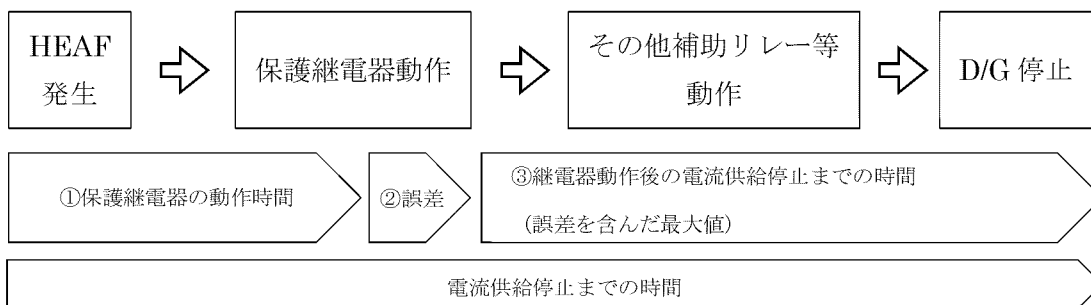 HEAF
発生
保護継電器動作
その他補助リレー等
動作
D/G 停止
①保護継電器の動作時間
②誤差
③継電器動作後の電流供給停止までの時間
(誤差を含んだ最大値)
電流供給停止までの時間